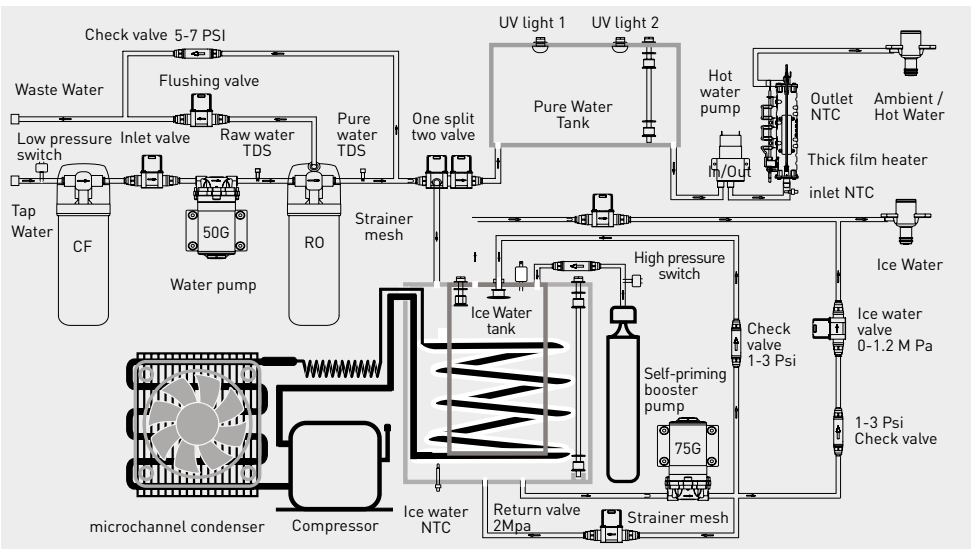 UV light 1
UV light 2
Check valve 5-7 PSI
Flushing valve
Waste Water
Low pressure
switch
Inlet valve
Raw water
TDS
Pure
water
TDS
One split
two valve
Pure Water
Tank
Hot
water
pump
In/Out
Outlet
NTC
Ambient /
Hot Water
Thick film heater
inlet NTC
Tap
Water
CF
50G
RO
Strainer
mesh
Water pump
High pressure
switch
Ice Water
Ice Water
tank
Check
valve
1-3 Psi
Ice water
valve
0-1.2 M Pa
Self-priming
booster
pump
75G
1-3 Psi
Check valve
microchannel condenser
Compressor
Ice water
NTC
Return valve
2Mpa
Strainer mesh